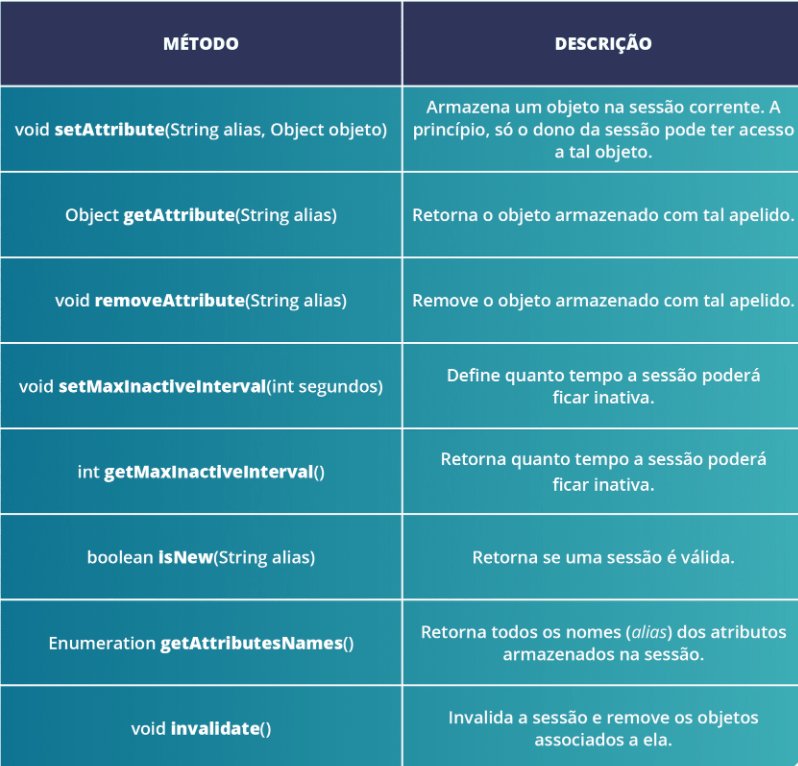 MÉTODO
DESCRIÇÃO
void setAttribute(String alias, Object objeto)
Armazena um objeto na sessão corrente. A
princípio, só o dono da sessão pode ter acesso
a tal objeto.
Object getAttribute(String alias)
Retorna o objeto armazenado com tal apelido.
void removeAttribute(String alias)
Remove o objeto armazenado com tal apelido.
void setMaxInactiveInterval(int segundos)
Define quanto tempo a sessão poderá
ficar inativa.
int getMaxInactiveInterval()
Retorna quanto tempo a sessão poderá
ficar inativa.
boolean isNew(String alias)
Retorna se uma sessão é válida.
Enumeration getAttributesNames()
Retorna todos os nomes (alias) dos atributos
armazenados na sessão.
void invalidate()
Invalida a sessão e remove os objetos
associados a ela.